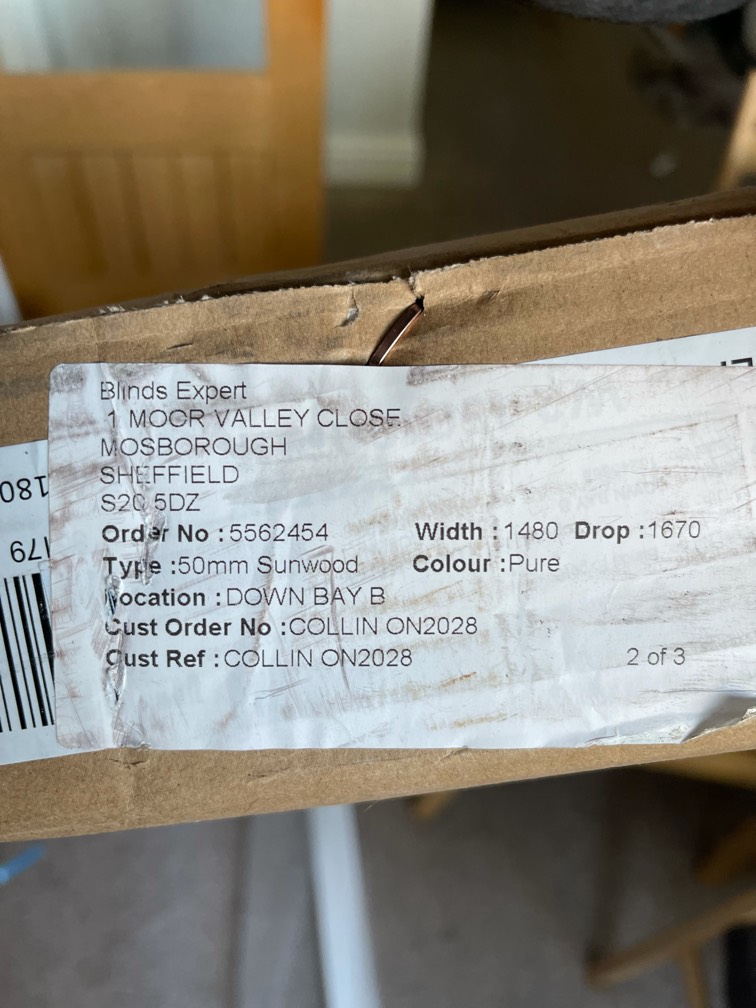 Blinds Expert
1 MOOR VALLEY CLOSE
MOSBOROUGH
SHEFFIELD
S20 5DZ
Order No :5562454 Width :1480 Drop :1670
Type :50mm Sunwood Colour :Pure
Location :DOWN BAY B
Cust Order No :COLLIN ON2028
Cust Ref :COLLIN ON2028 2 of 3